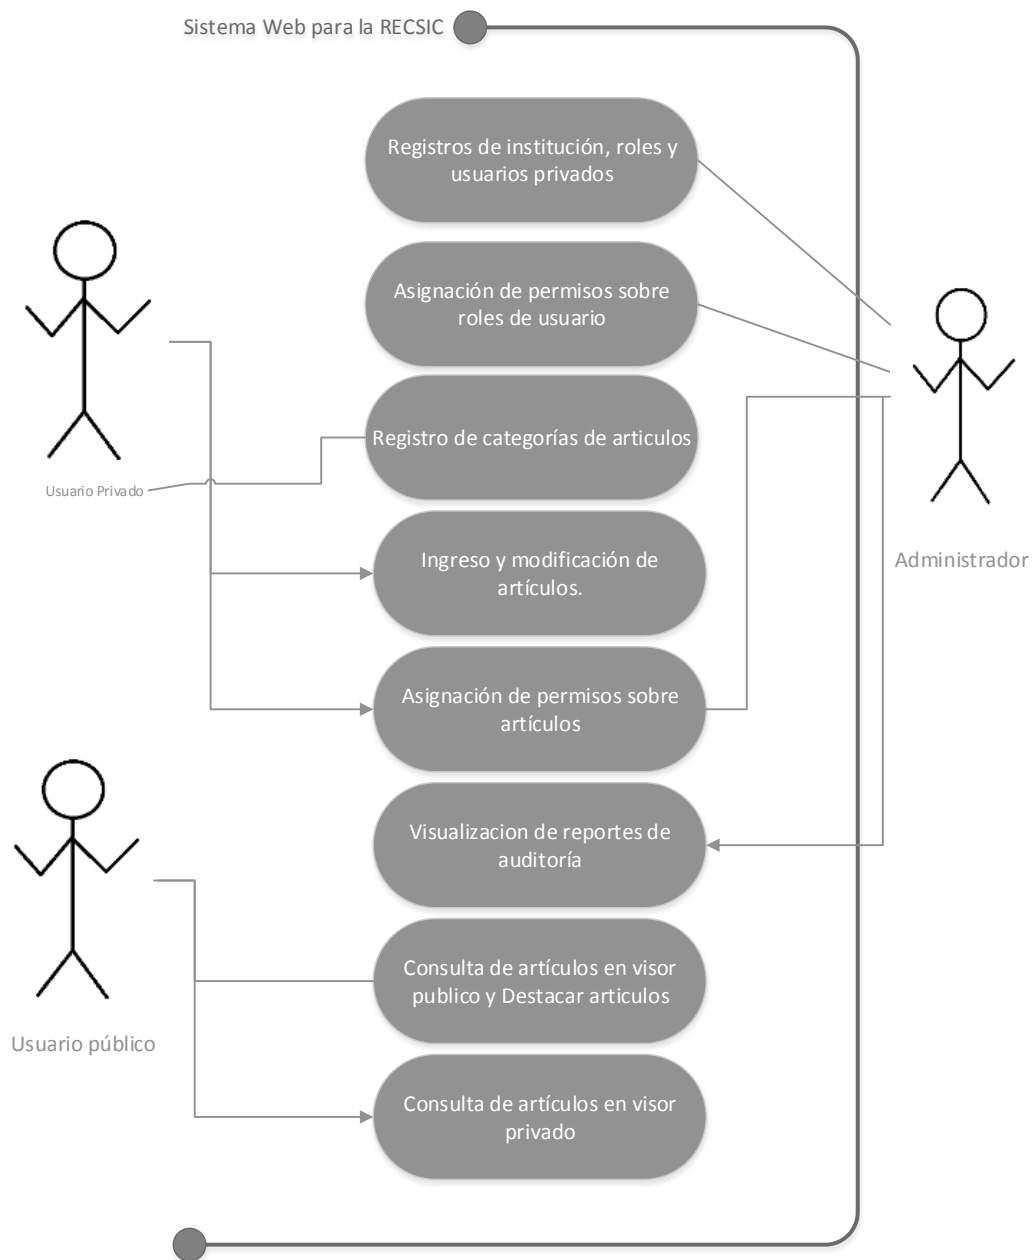 Sistema Web para la RECSIC
Registros de institución, roles y
usuarios privados
Asignación de permisos sobre
roles de usuario
Registro de categorías de articulos
Usuario Privado
Ingreso y modificación de
artículos.
Administrador
Asignación de permisos sobre
artículos
Visualizacion de reportes de
auditoría
Consulta de artículos en visor
publico y Destacar articulos
Usuario público
Consulta de artículos en visor
privado